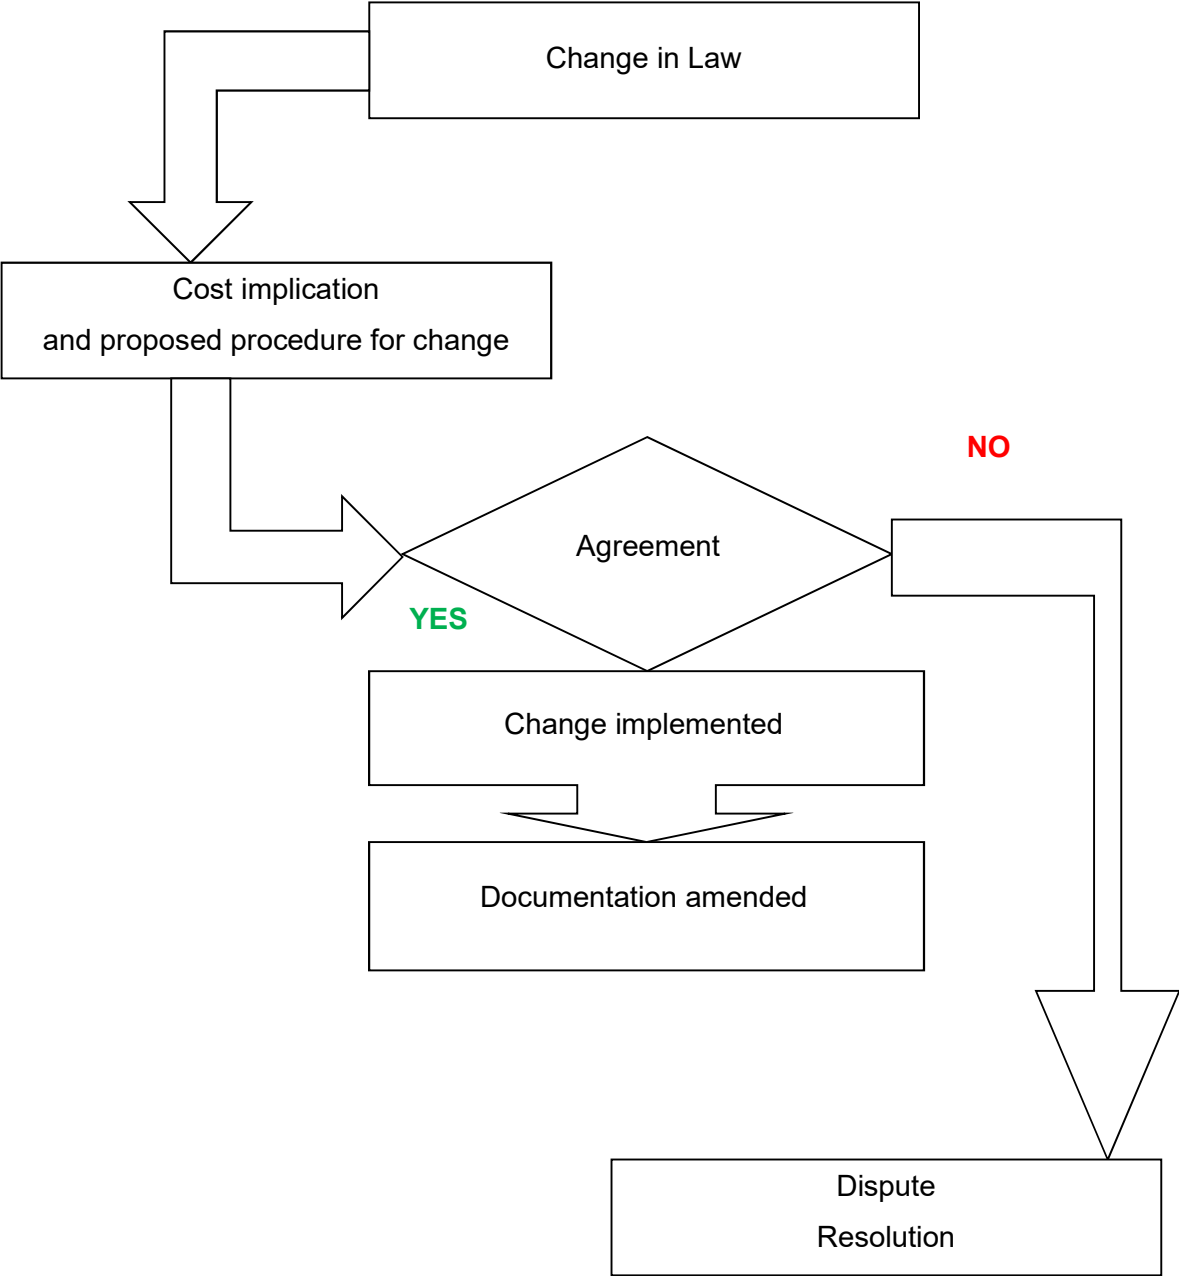 Change in Law
Cost implication
and proposed procedure for change
NO
Agreement
YES
Change implemented
Documentation amended
Dispute
Resolution